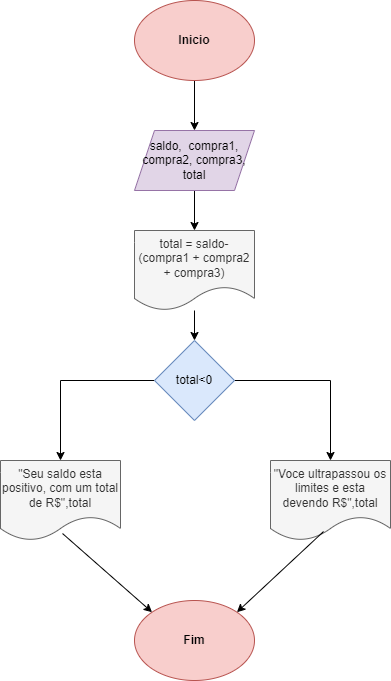 Inicio
saldo, compra1,
compra2, compra3,
total
total = saldo-
(compra1 + compra2
+ compra3)
total<0
"Seu saldo esta
positivo, com um total
de R$",total
"Voce ultrapassou os
limites e esta
devendo R$",total
Fim